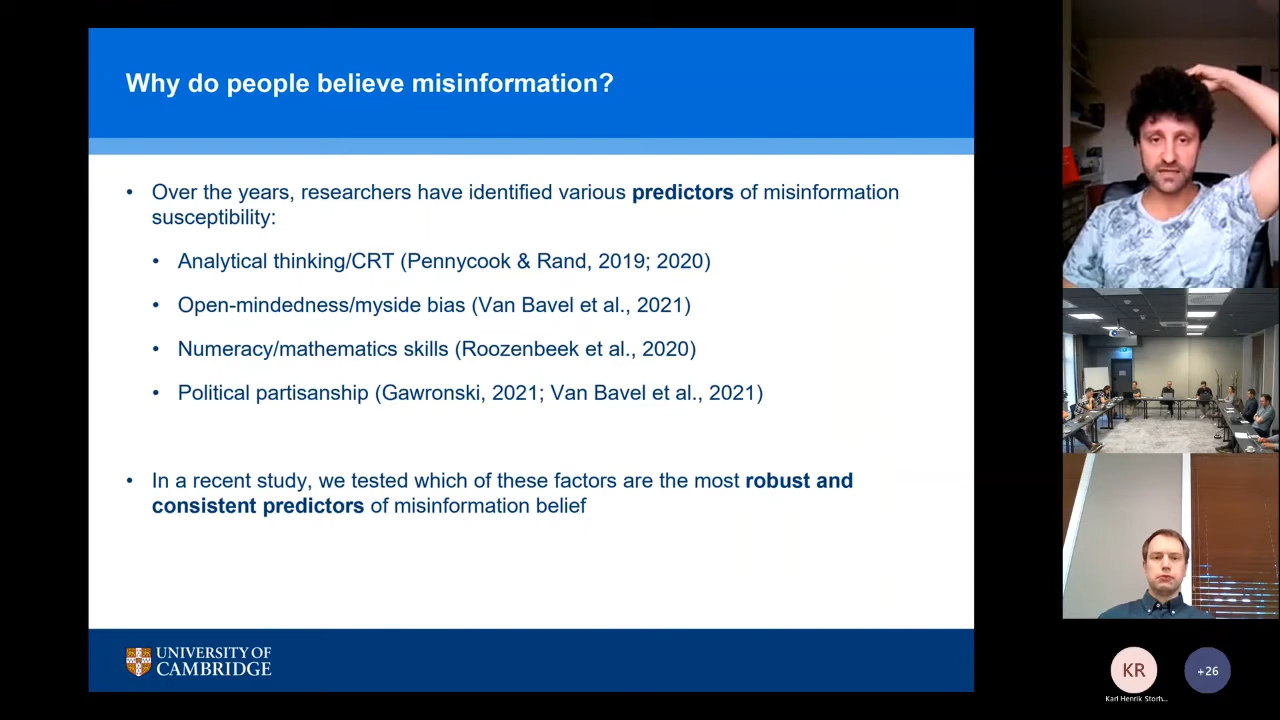 Why do people believe misinformation?
• Over the years, researchers have identified various predictors of misinformation
susceptibility:
• Analytical thinking/CRT (Pennycook & Rand, 2019; 2020)
• Open-mindedness/myside bias (Van Bavel et al., 2021)
• Numeracy/mathematics skills (Roozenbeek et al., 2020)
• Political partisanship (Gawronski, 2021; Van Bavel et al., 2021)
• In a recent study, we tested which of these factors are the most robust and
consistent predictors of misinformation belief
UNIVERSITY OF
CAMBRIDGE
KR
+26
Karl Henrik Storh...